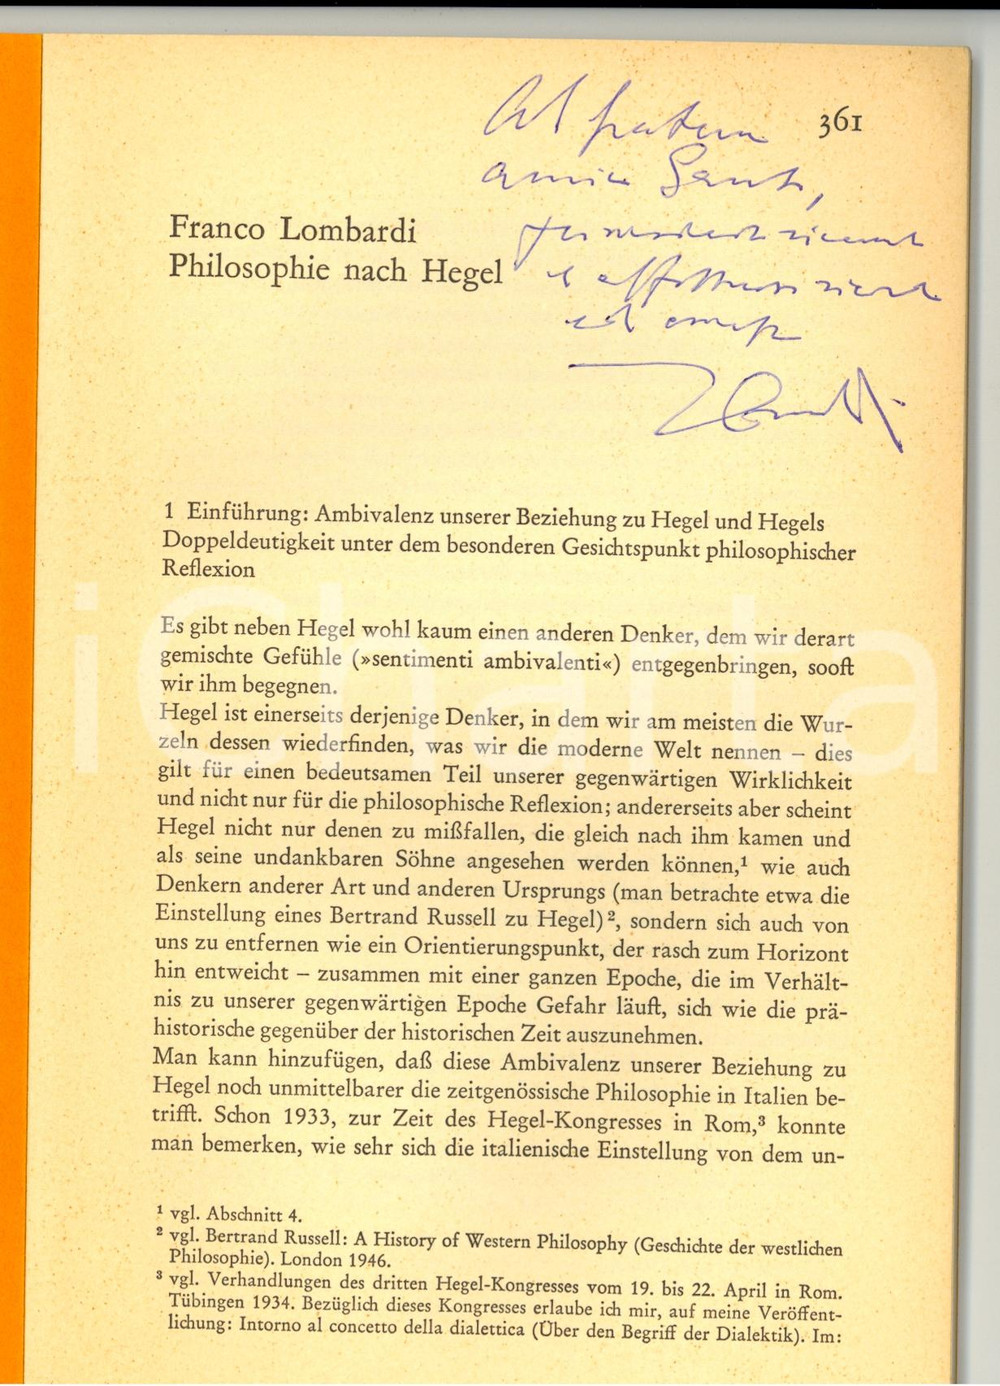 361
Al fraterno
amico Santi,
Franco Lombardi
Philosophie nach Hegel
1 Einführung: Ambivalenz unserer Beziehung zu Hegel und Hegels
Doppeldeutigkeit unter dem besonderen Gesichtspunkt philosophischer
Reflexion
Es gibt neben Hegel wohl kaum einen anderen Denker, dem wir derart
gemischte Gefühle (»sentimenti ambivalenti«) entgegenbringen, sooft
wir ihm begegnen.
Hegel ist einerseits derjenige Denker, in dem wir am meisten die Wur-
zeln dessen wiederfinden, was wir die moderne Welt nennen – dies
gilt für einen bedeutsamen Teil unserer gegenwärtigen Wirklichkeit
und nicht nur für die philosophische Reflexion; andererseits aber scheint
Hegel nicht nur denen zu mißfallen, die gleich nach ihm kamen und
als seine undankbaren Söhne angesehen werden können,¹ wie auch
Denkern anderer Art und anderen Ursprungs (man betrachte etwa die
Einstellung eines Bertrand Russell zu Hegel)², sondern sich auch von
uns zu entfernen wie ein Orientierungspunkt, der rasch zum Horizont
hin entweicht – zusammen mit einer ganzen Epoche, die im Verhält-
nis zu unserer gegenwärtigen Epoche Gefahr läuft, sich wie die prä-
historische gegenüber der historischen Zeit auszunehmen.
Man kann hinzufügen, daß diese Ambivalenz unserer Beziehung zu
Hegel noch unmittelbarer die zeitgenössische Philosophie in Italien be-
trifft. Schon 1933, zur Zeit des Hegel-Kongresses in Rom,³ konnte
man bemerken, wie sehr sich die italienische Einstellung von dem un-
¹ vgl. Abschnitt 4.
² vgl. Bertrand Russell: A History of Western Philosophy (Geschichte der westlichen
Philosophie). London 1946.
³ vgl. Verhandlungen des dritten Hegel-Kongresses vom 19. bis 22. April in Rom.
Tübingen 1934. Bezüglich dieses Kongresses erlaube ich mir, auf meine Veröffent-
lichung: Intorno al concetto della dialettica (Über den Begriff der Dialektik). Im:
iChata